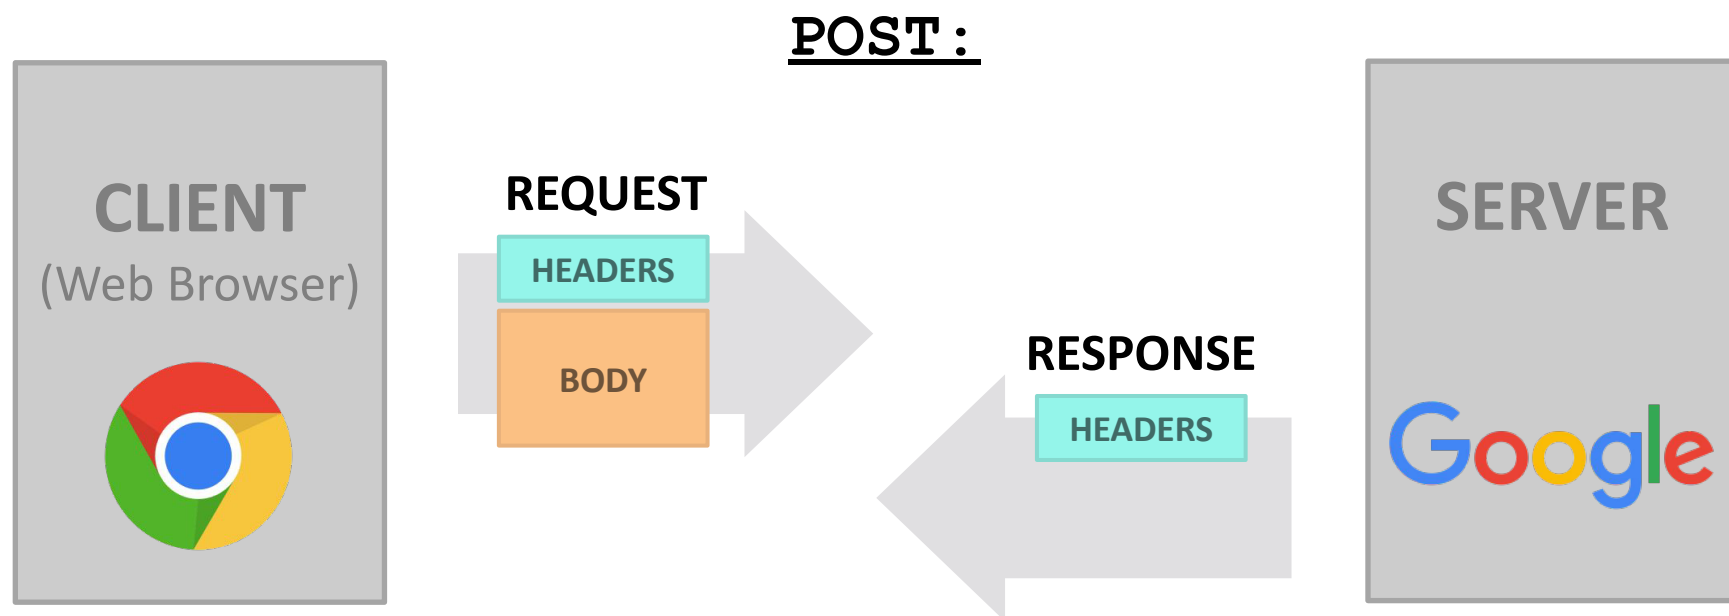 POST:
CLIENT
(Web Browser)
REQUEST
HEADERS
BODY
RESPONSE
HEADERS
SERVER
Google